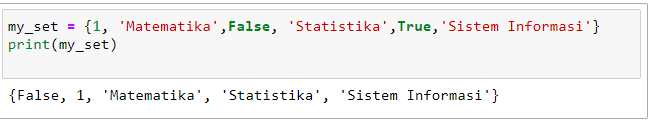 my_set = {1, 'Matematika',False, 'Statistika',True,'Sistem Informasi'}
print(my_set)
{False, 1, 'Matematika', 'Statistika', 'Sistem Informasi'}